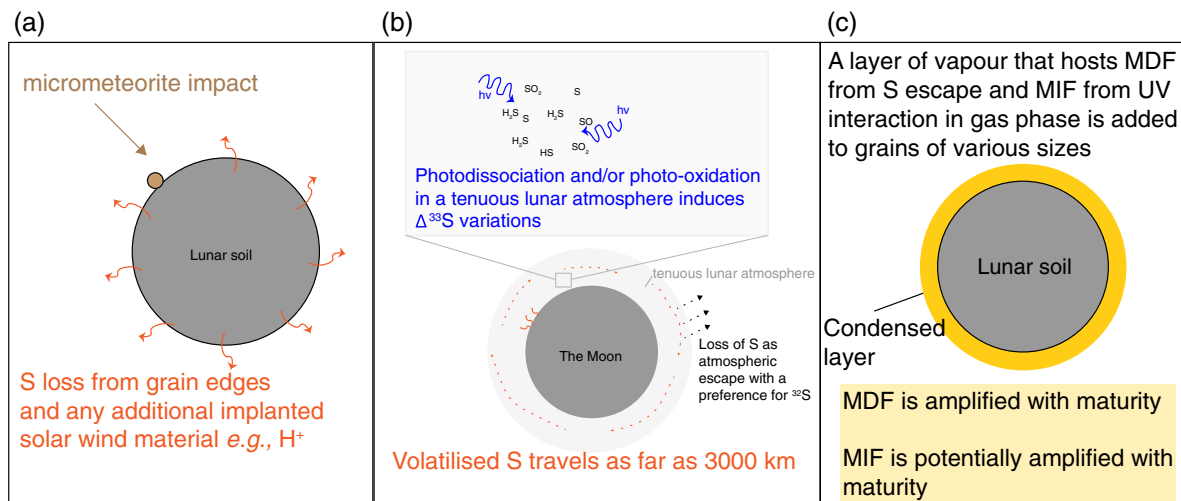 (a)
micrometeorite impact
Lunar soil
S loss from grain edges
and any additional implanted
solar wind material e.g., H⁺
(b)
SO₂
S
hv
H₂S
S
H₂S
SO
hv
H₂S
HS
SO₂
Photodissociation and/or photo-oxidation
in a tenuous lunar atmosphere induces
Δ ³³S variations
tenuous lunar atmosphere
The Moon
Loss of S as
atmospheric
escape with a
preference for ³²S
Volatilised S travels as far as 3000 km
(c)
A layer of vapour that hosts MDF
from S escape and MIF from UV
interaction in gas phase is added
to grains of various sizes
Lunar soil
Condensed
layer
MDF is amplified with maturity
MIF is potentially amplified with
maturity